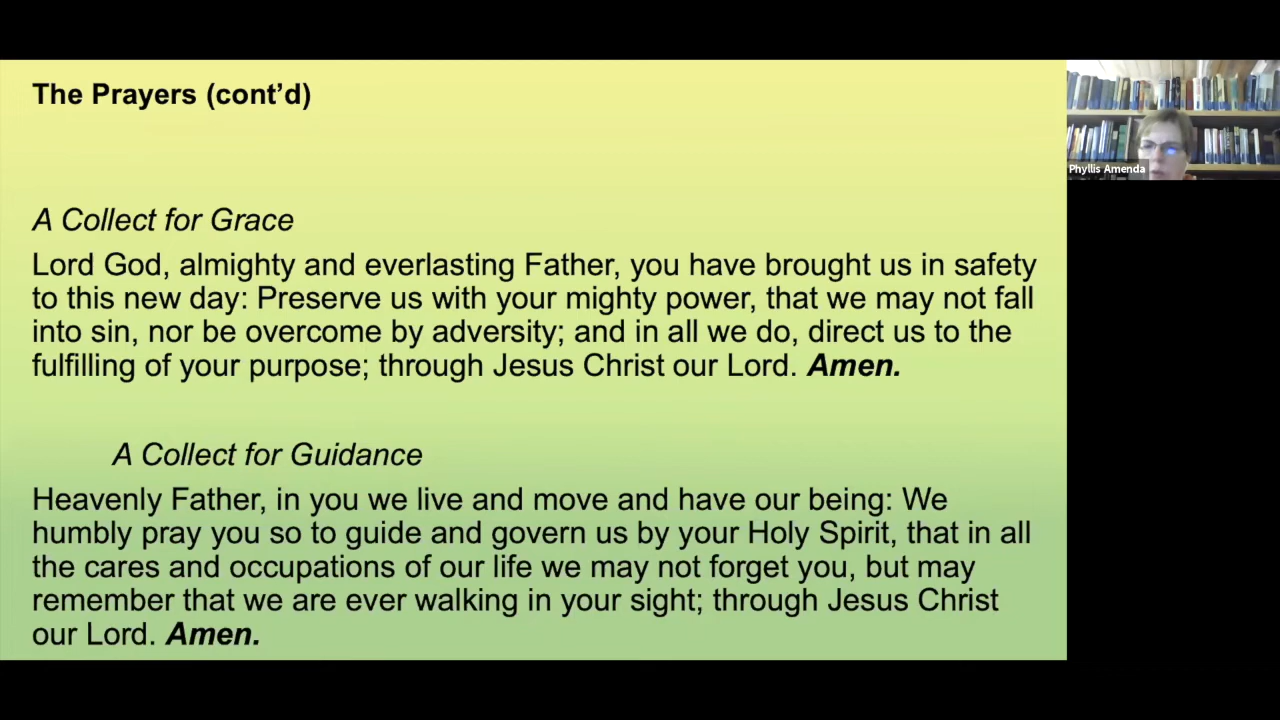 The Prayers (cont’d)
A Collect for Grace
Lord God, almighty and everlasting Father, you have brought us in safety
to this new day: Preserve us with your mighty power, that we may not fall
into sin, nor be overcome by adversity; and in all we do, direct us to the
fulfilling of your purpose; through Jesus Christ our Lord. Amen.
A Collect for Guidance
Heavenly Father, in you we live and move and have our being: We
humbly pray you so to guide and govern us by your Holy Spirit, that in all
the cares and occupations of our life we may not forget you, but may
remember that we are ever walking in your sight; through Jesus Christ
our Lord. Amen.
Phyllis Amenda